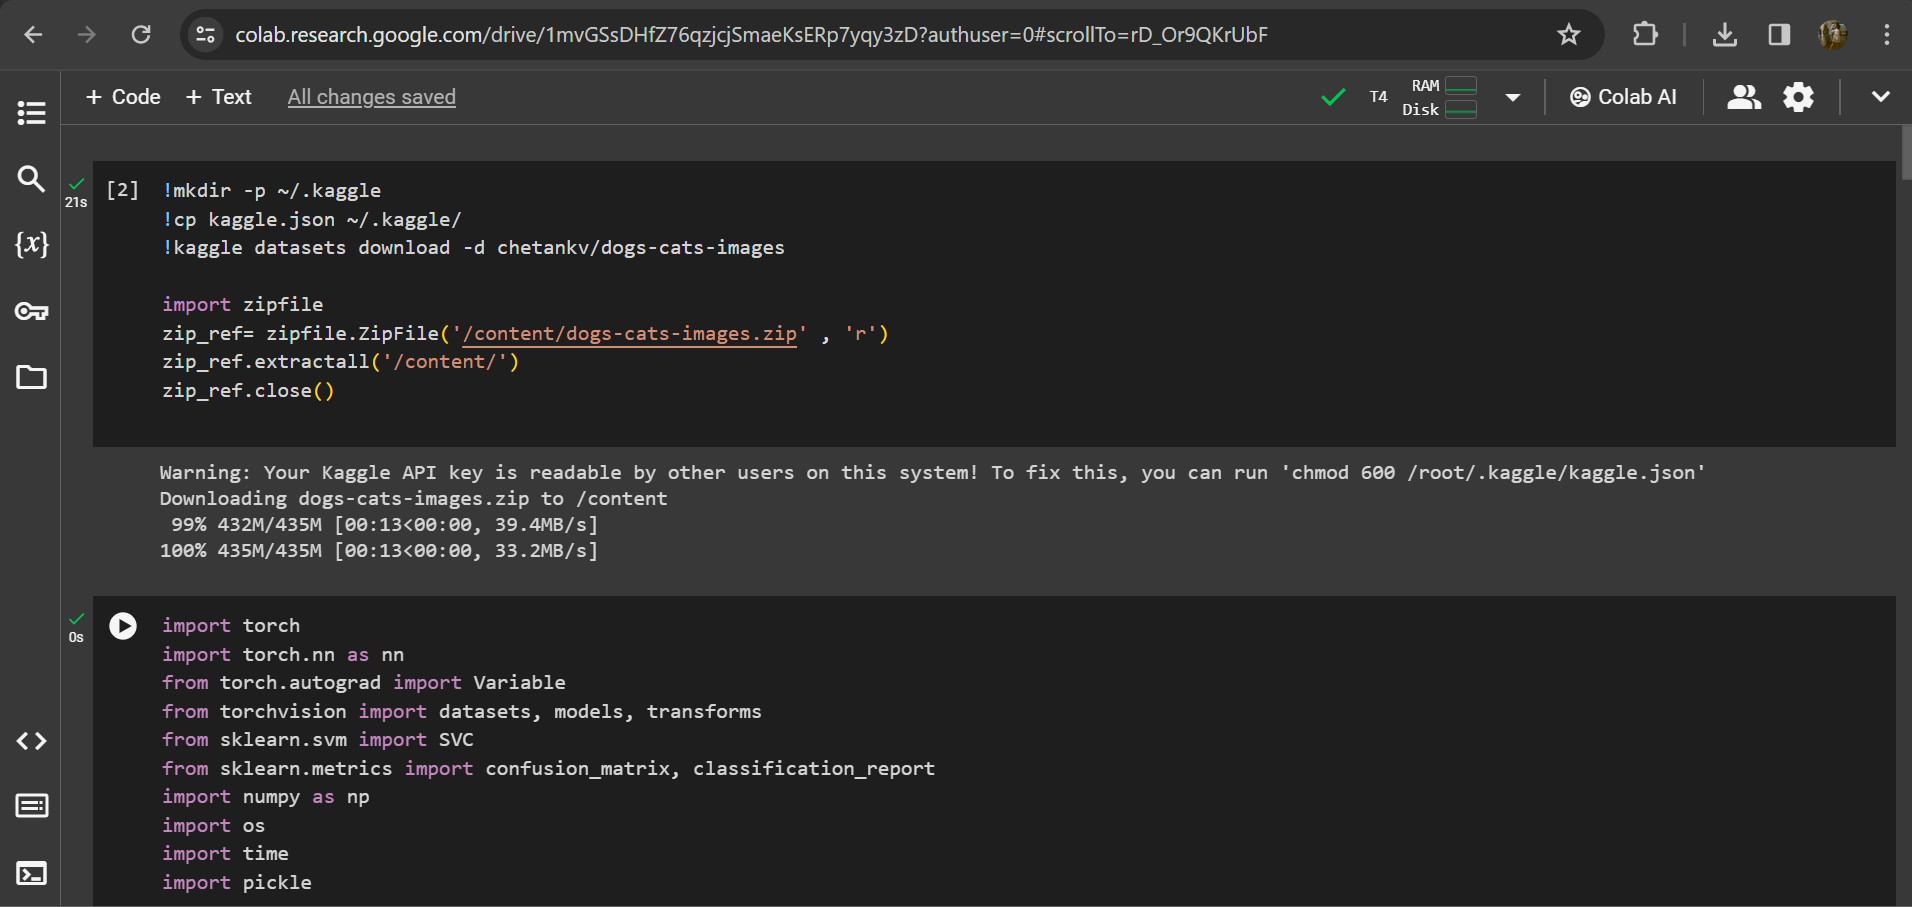 colab.research.google.com/drive/1mvGSsDHfZ76qzjcjSmaeKsERp7yqy3zD?authuser=0#scrollTo=rD_Or9QKrUbF
+ Code + Text All changes saved
T4 RAM
Disk
Colab AI
[2] !mkdir -p ~/.kaggle
21s
!cp kaggle.json ~/.kaggle/
{x}
!kaggle datasets download -d chetankv/dogs-cats-images
import zipfile
zip_ref= zipfile.ZipFile('/content/dogs-cats-images.zip' , 'r')
zip_ref.extractall('/content/')
zip_ref.close()
Warning: Your Kaggle API key is readable by other users on this system! To fix this, you can run 'chmod 600 /root/.kaggle/kaggle.json'
Downloading dogs-cats-images.zip to /content
99% 432M/435M [00:13<00:00, 39.4MB/s]
100% 435M/435M [00:13<00:00, 33.2MB/s]
0s
import torch
import torch.nn as nn
from torch.autograd import Variable
from torchvision import datasets, models, transforms
from sklearn.svm import SVC
from sklearn.metrics import confusion_matrix, classification_report
import numpy as np
import os
import time
import pickle